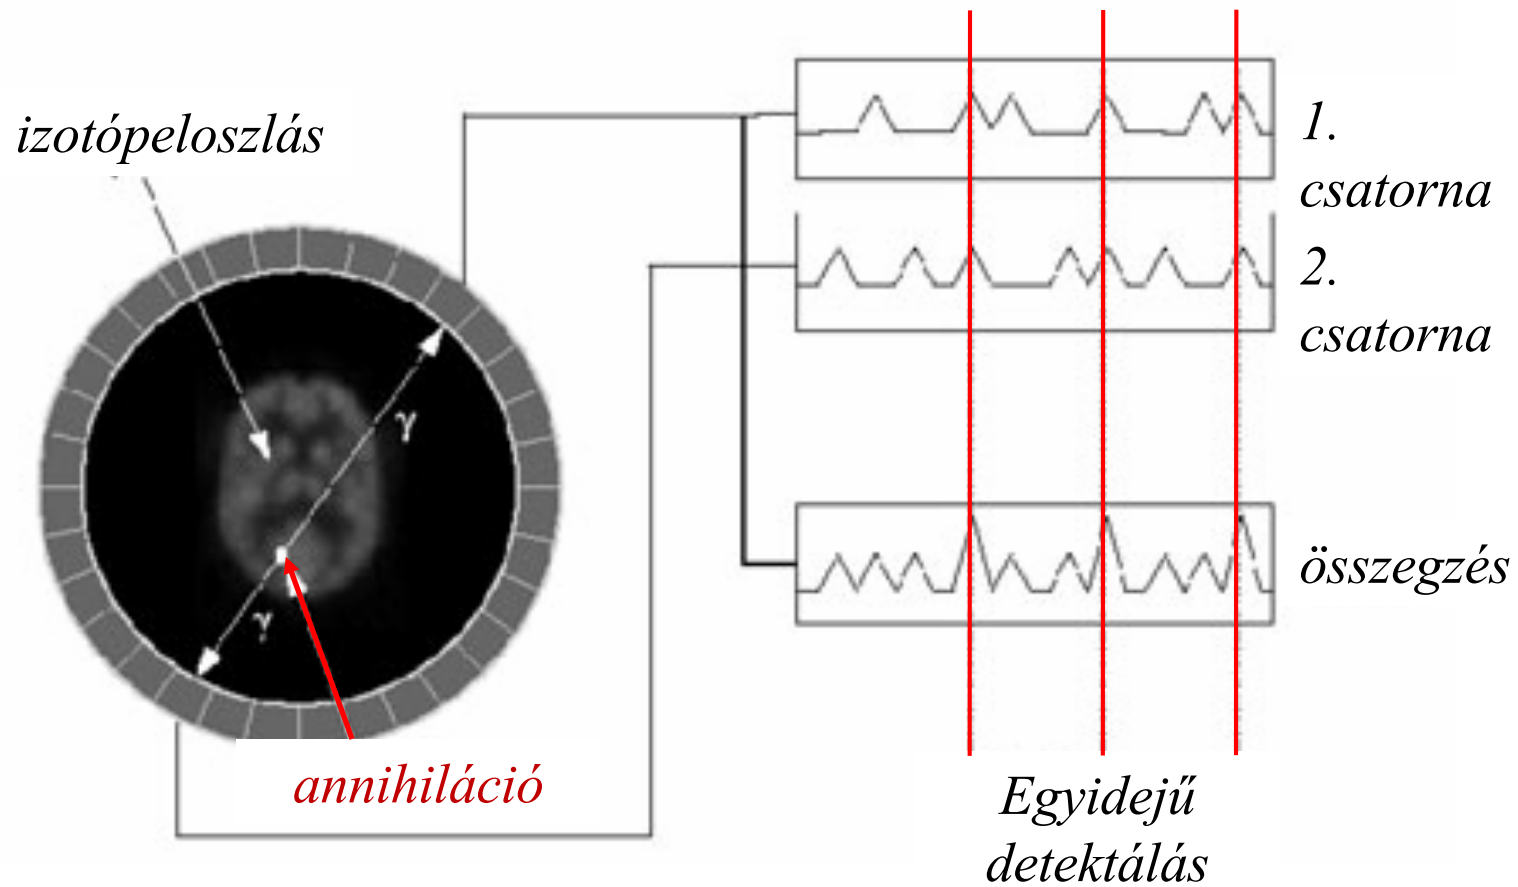 izotópeloszlás
γ
γ
annihiláció
1.
csatorna
2.
csatorna
összegzés
Egyidejű
detektálás